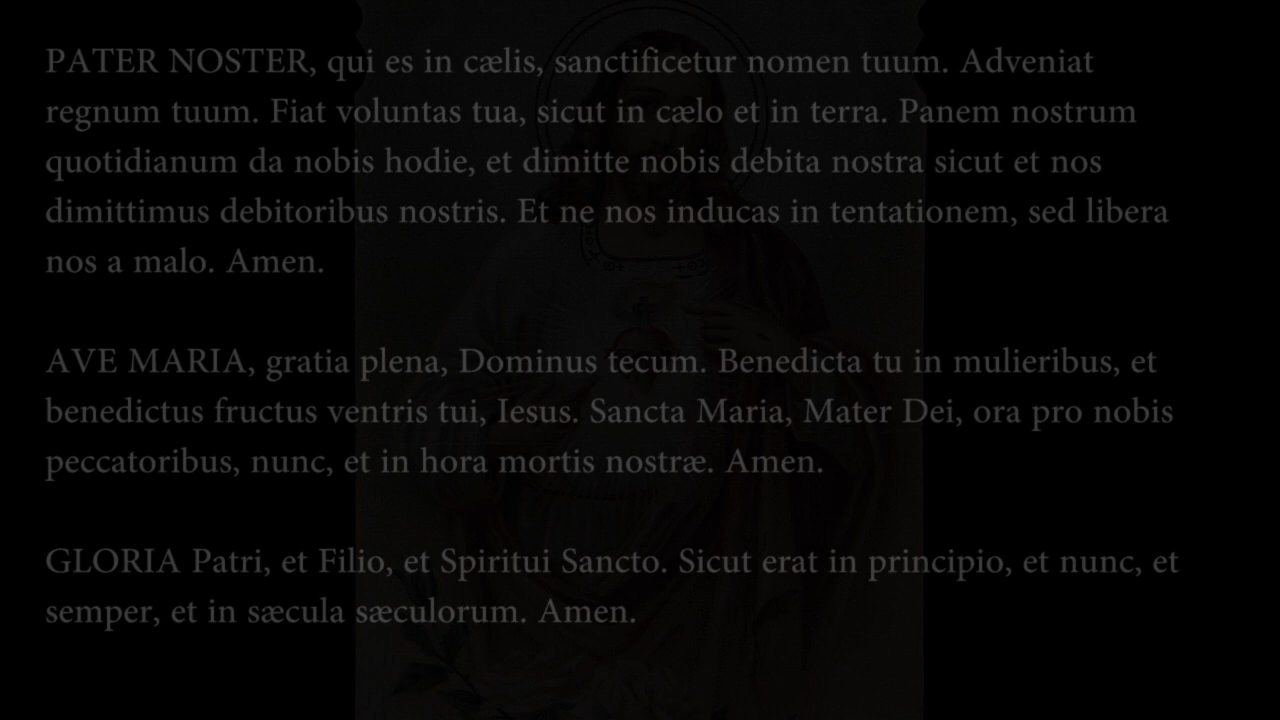 PATER NOSTER, qui es in cælis, sanctificetur nomen tuum. Adveniat
regnum tuum. Fiat voluntas tua, sicut in cælo et in terra. Panem nostrum
quotidianum da nobis hodie, et dimitte nobis debita nostra sicut et nos
dimittimus debitoribus nostris. Et ne nos inducas in tentationem, sed libera
nos a malo. Amen.
AVE MARIA, gratia plena, Dominus tecum. Benedicta tu in mulieribus, et
benedictus fructus ventris tui, Iesus. Sancta Maria, Mater Dei, ora pro nobis
peccatoribus, nunc, et in hora mortis nostræ. Amen.
GLORIA Patri, et Filio, et Spiritui Sancto. Sicut erat in principio, et nunc, et
semper, et in sæcula sæculorum. Amen.